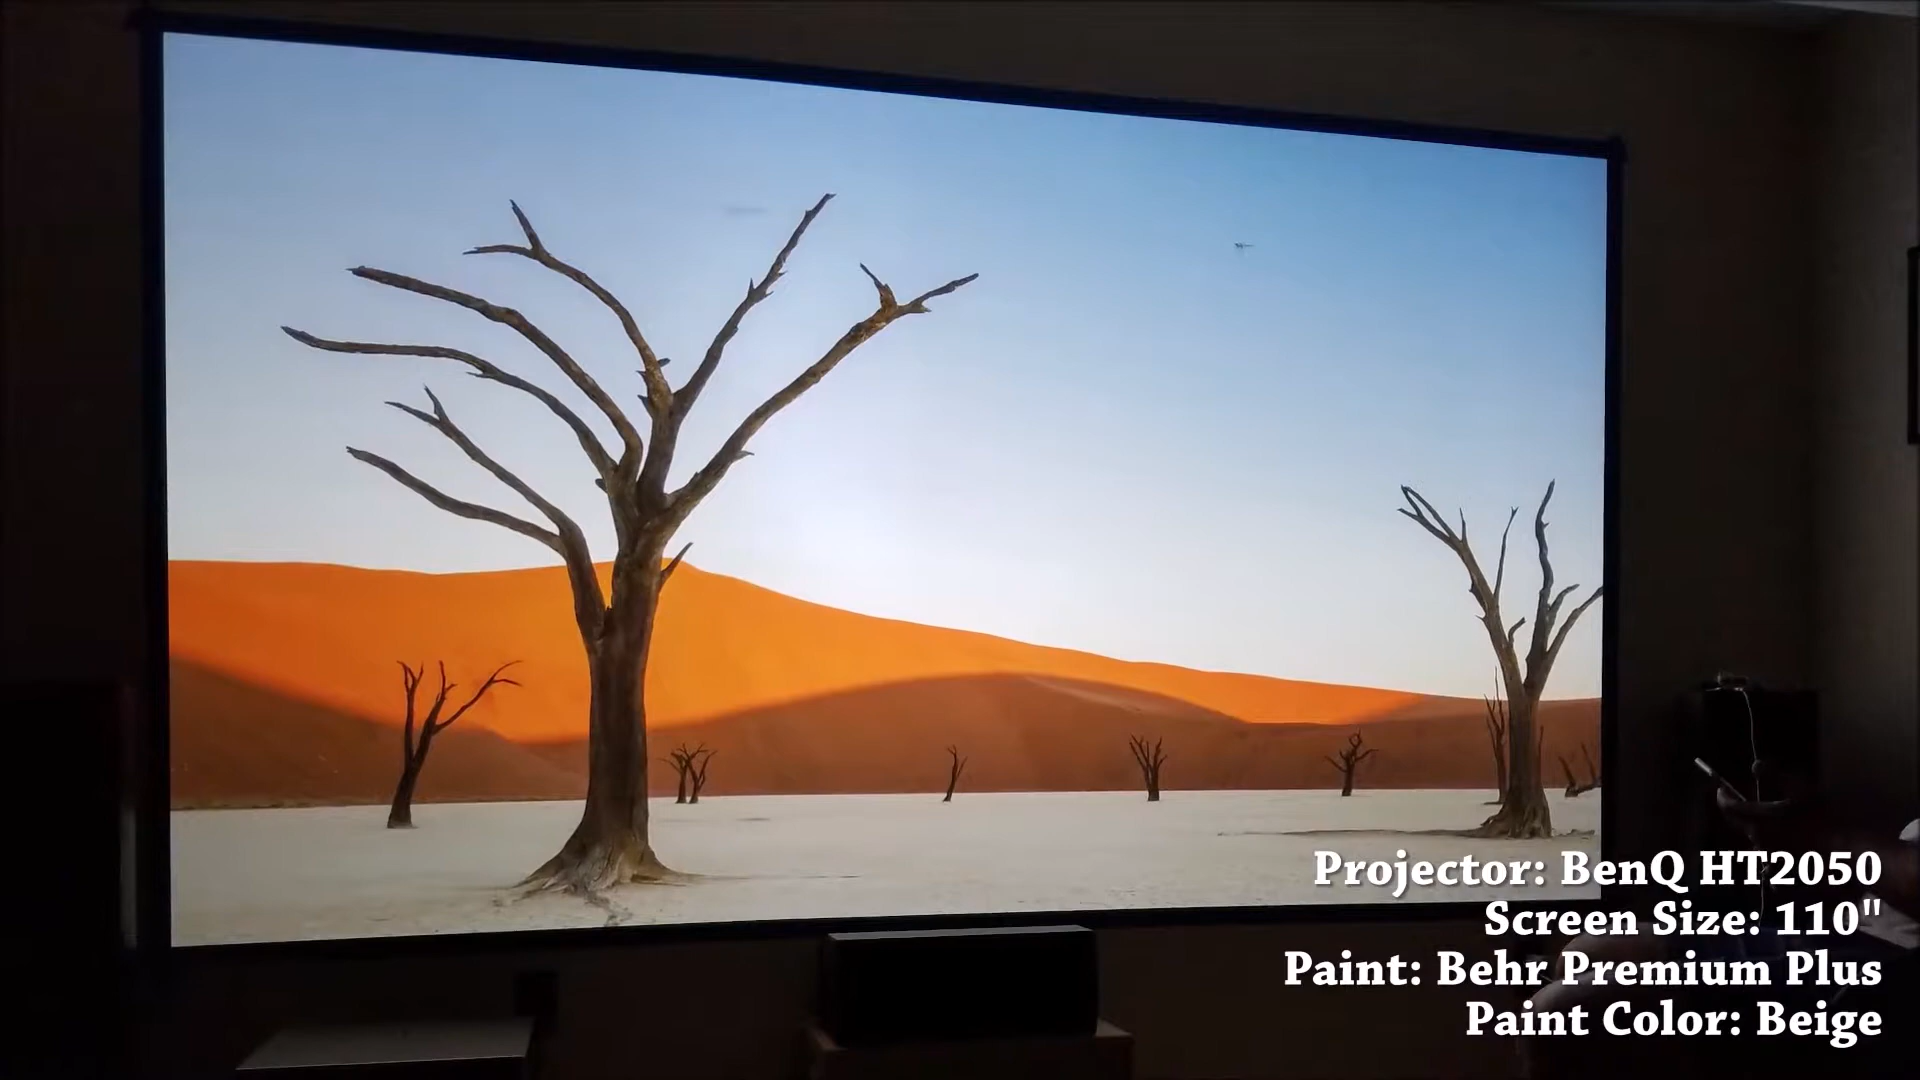 Projector: BenQ HT2050
Screen Size: 110"
Paint: Behr Premium Plus
Paint Color: Beige